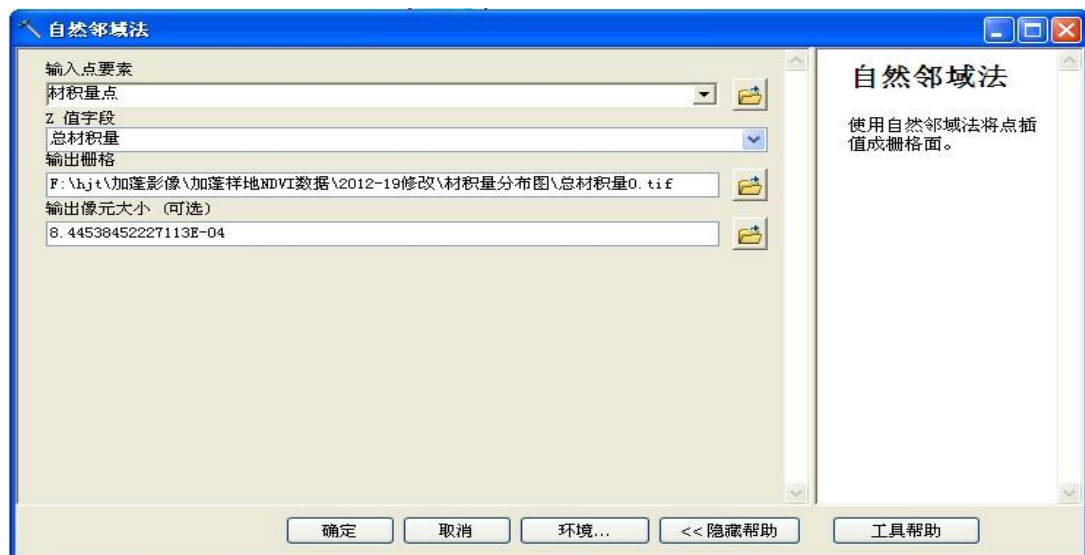 自然邻域法
输入点要素
材积量点
Z 值字段
总材积量
输出栅格
F:\hjt\加蓬影像\加蓬祥地NDVI数据\2012-19修改\材积量分布图\总材积量0.tif
输出像元大小 (可选)
8.44538452227113E-04
自然邻域法
使用自然邻域法将点插
值成栅格面。
确定
取消
环境...
<< 隐藏帮助
工具帮助